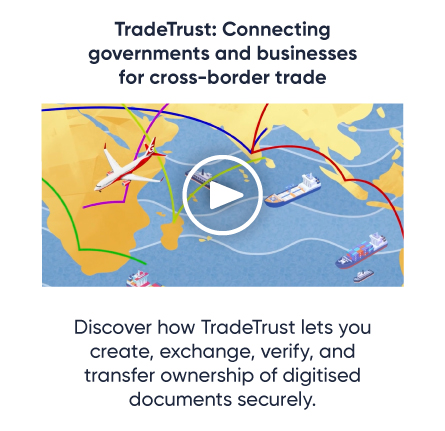 TradeTrust: Connecting
governments and businesses
for cross-border trade
Discover how TradeTrust lets you
create, exchange, verify, and
transfer ownership of digitised
documents securely.